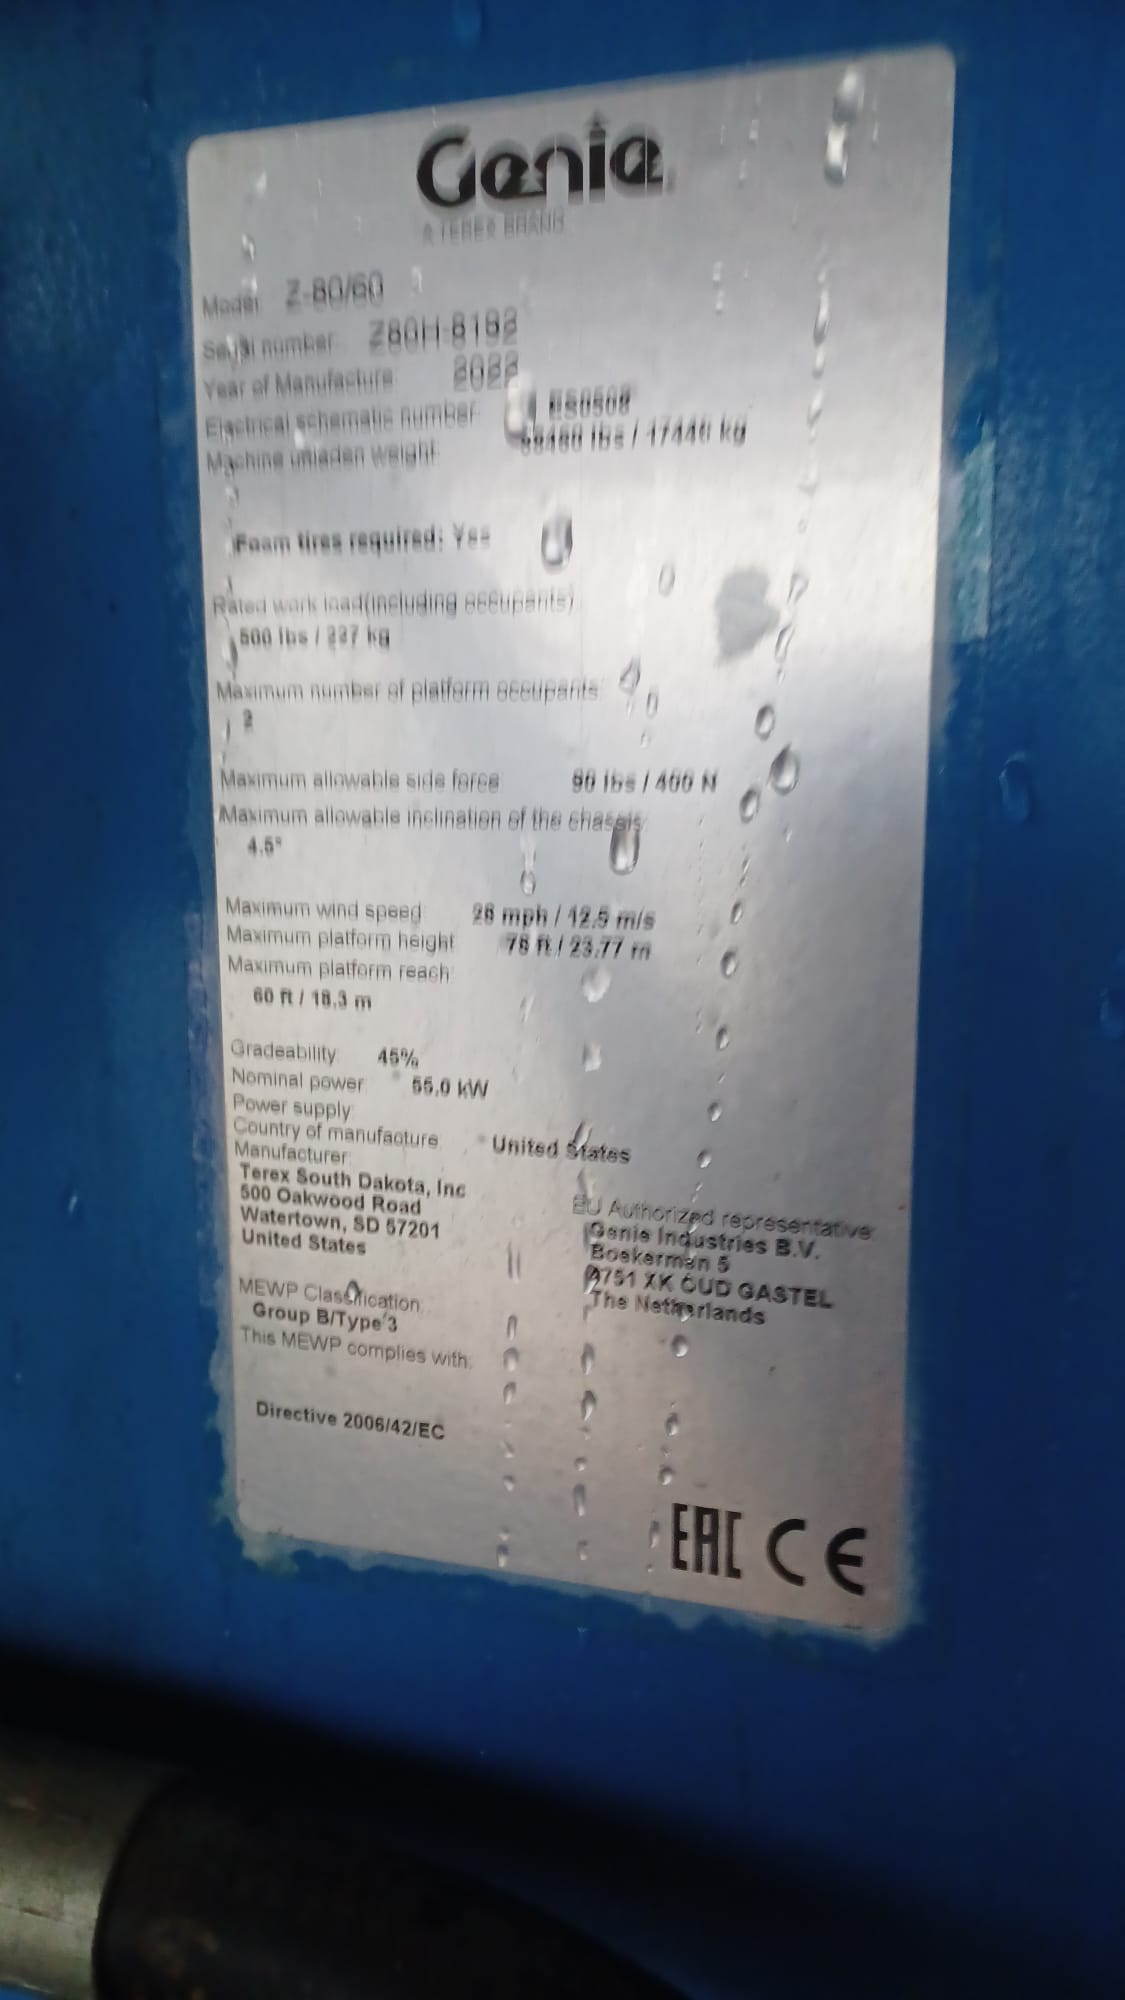 Genie
A TEREX BRAND
Model: Z-80/60
Serial number: Z80H-8192
Year of Manufacture: 2022
Electrical schematic number: ES0508
Machine unladen weight: lbs / 17446 kg
Foam tires required: Yes
Rated work load(including occupants):
500 lbs / 227 kg
Maximum number of platform occupants:
2
Maximum allowable side force 90 lbs / 400 N
Maximum allowable inclination of the chassis:
4.5°
Maximum wind speed 28 mph / 12.5 m/s
Maximum platform height 78 ft / 23.77 m
Maximum platform reach:
60 ft / 18.3 m
Gradeability: 45%
Nominal power: 55.0 kW
Power supply:
Country of manufacture: United States
Manufacturer:
Terex South Dakota, Inc
500 Oakwood Road
Watertown, SD 57201
United States
EU Authorized representative:
Genie Industries B.V.
Boekerman 5
4751 XK OUD GASTEL
The Netherlands
MEWP Classification:
Group B/Type 3
This MEWP complies with:
Directive 2006/42/EC
EAC CE